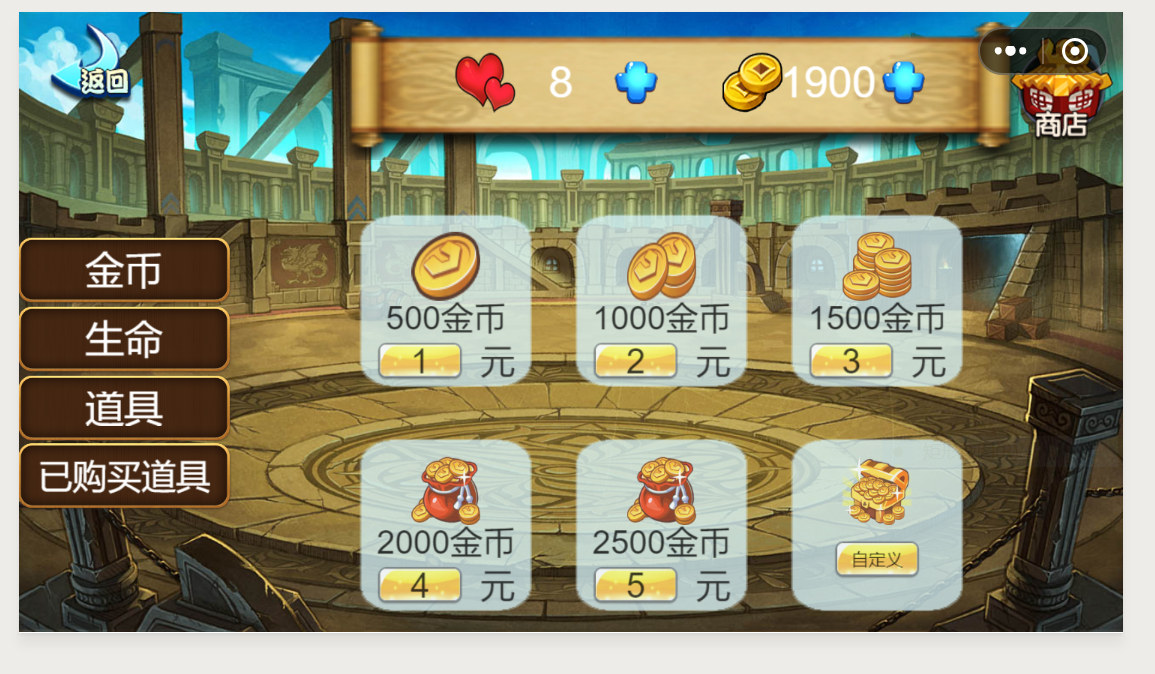 返回
8
1900
商店
金币
生命
道具
已购买道具
500金币
1 元
1000金币
2 元
1500金币
3 元
2000金币
4 元
2500金币
5 元
自定义